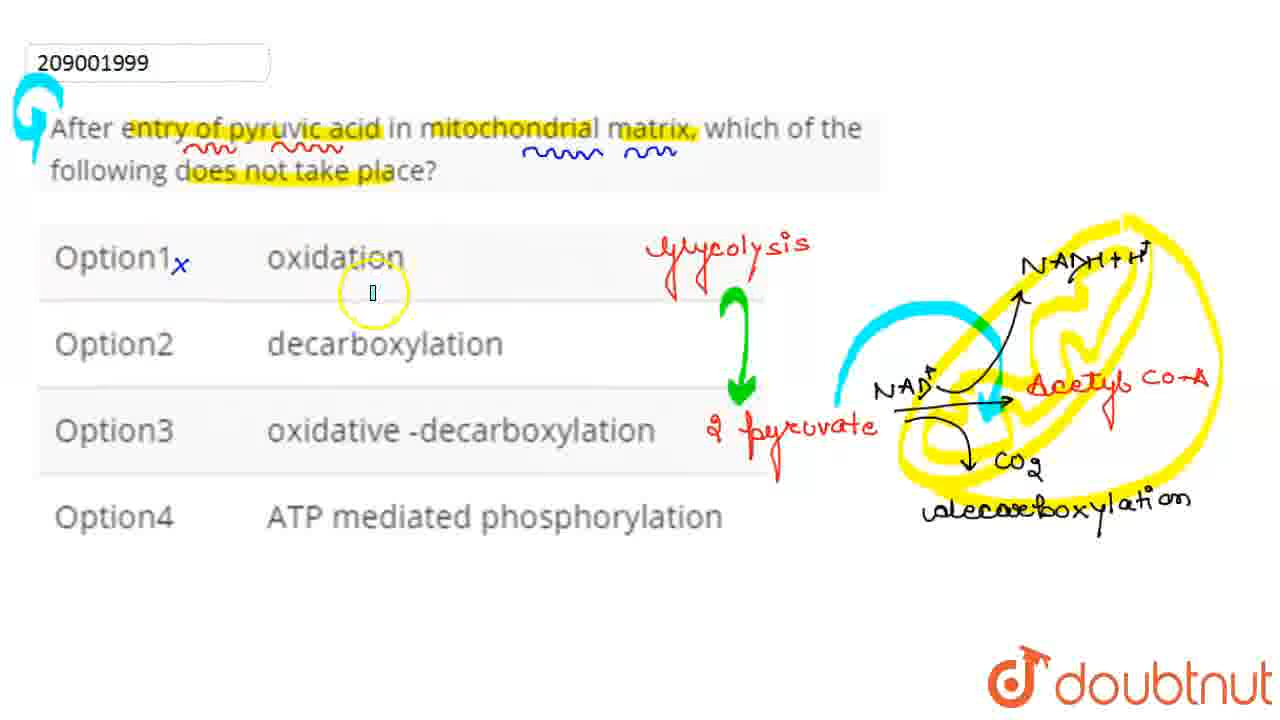 209001999
After entry of pyruvic acid in mitochondrial matrix, which of the
following does not take place?
Option1 x oxidation
Option2 decarboxylation
Option3 oxidative -decarboxylation
Option4 ATP mediated phosphorylation
Glycolysis
2 pyruvate
NAD+
NADH+H+
Acetyl CO-A
CO2
decarboxylation
doubtnut